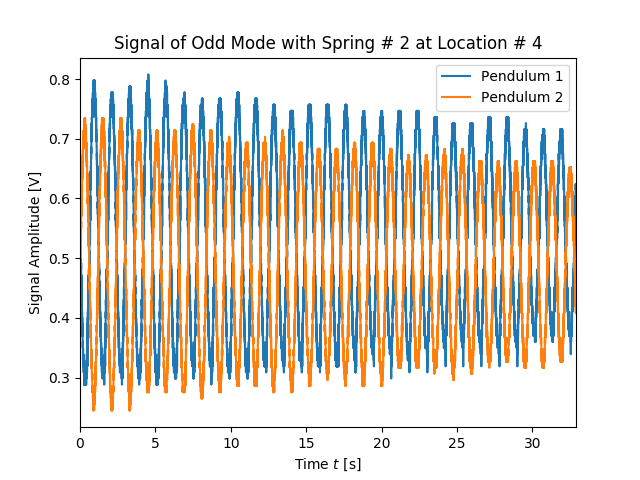 Signal of Odd Mode with Spring # 2 at Location # 4
Pendulum 1
Pendulum 2
Signal Amplitude [V]
0.8
0.7
0.6
0.5
0.4
0.3
0 5 10 15 20 25 30
Time t [s]